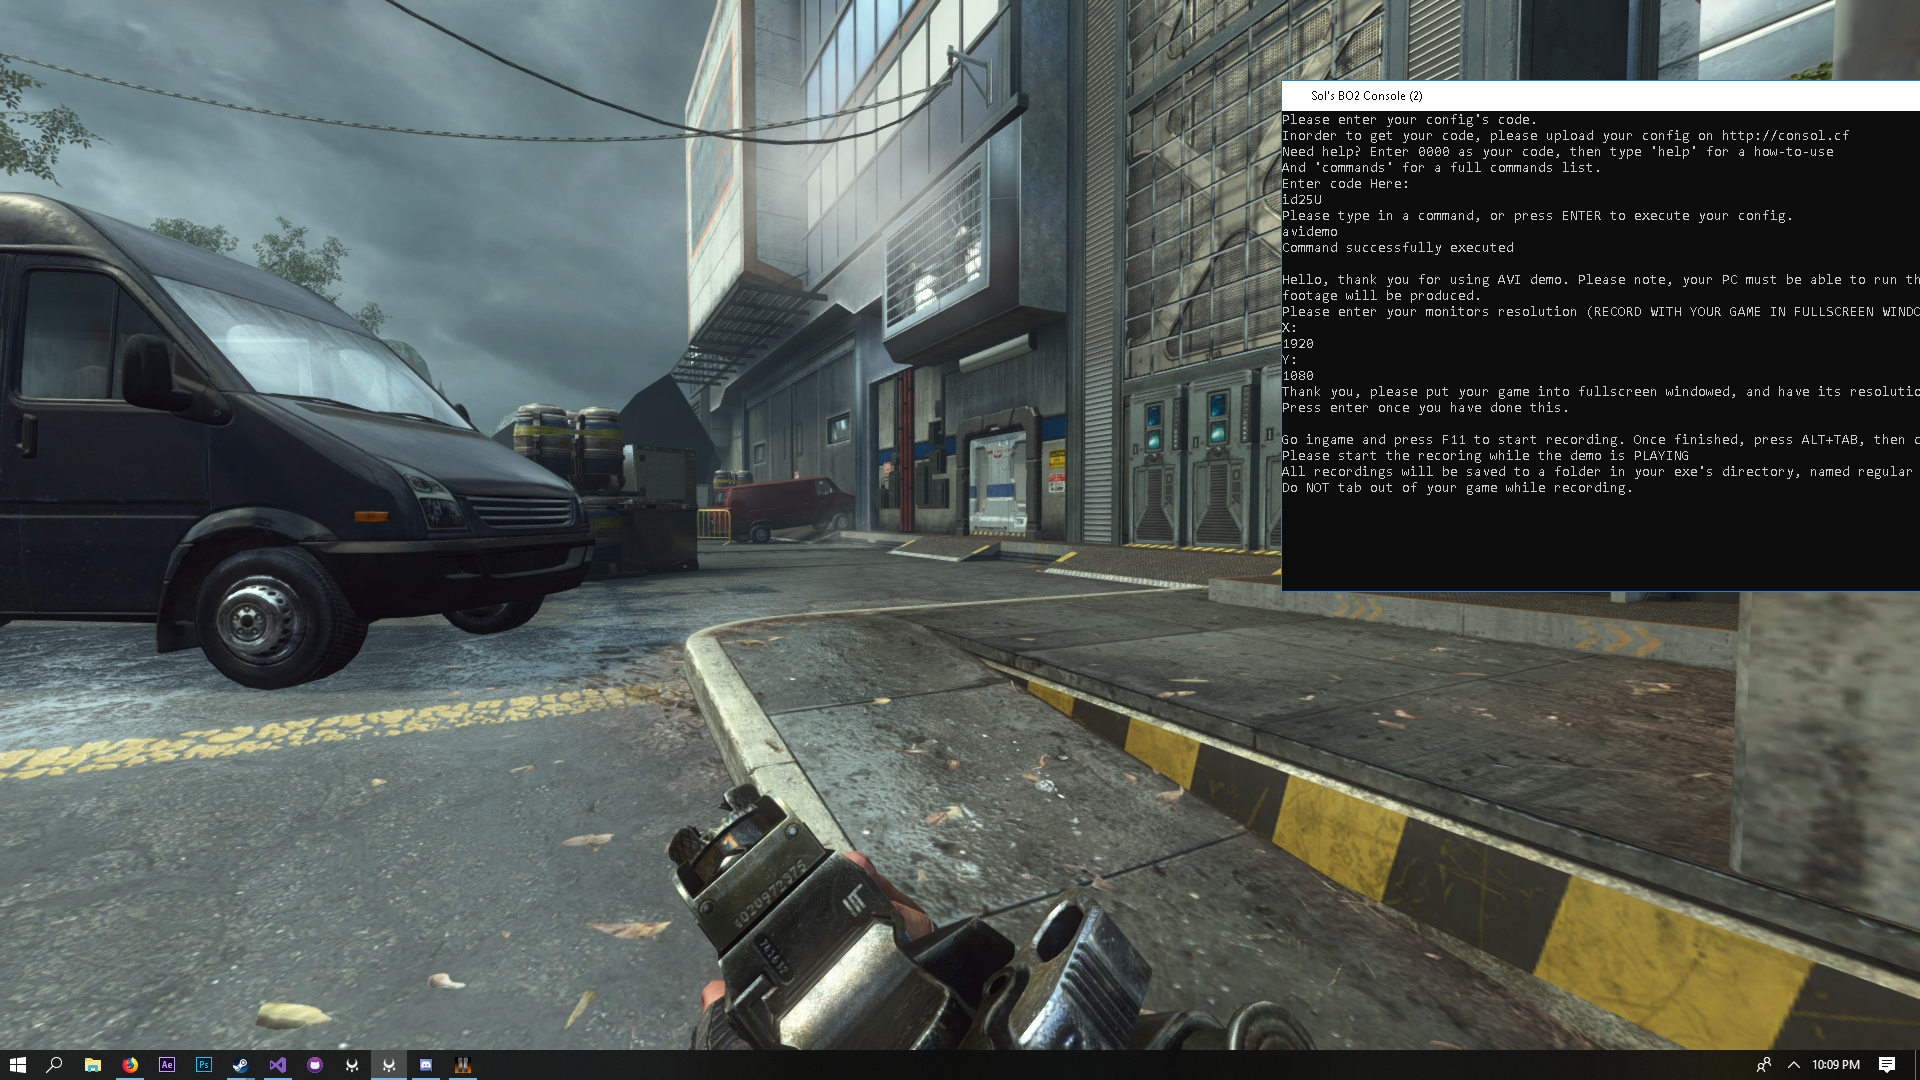 Sol's BO2 Console (2)
Please enter your config's code.
Inorder to get your code, please upload your config on http://consol.cf
Need help? Enter 0000 as your code, then type 'help' for a how-to-use
And 'commands' for a full commands list.
Enter code Here:
id25U
Please type in a command, or press ENTER to execute your config.
avidemo
Command successfully executed
Hello, thank you for using AVI demo. Please note, your PC must be able to run th
footage will be produced.
Please enter your monitors resolution (RECORD WITH YOUR GAME IN FULLSCREEN WINDO
X:
1920
Y:
1080
Thank you, please put your game into fullscreen windowed, and have its resolutio
Press enter once you have done this.
Go ingame and press F11 to start recording. Once finished, press ALT+TAB, then c
Please start the recoring while the demo is PLAYING
All recordings will be saved to a folder in your exe's directory, named regular
Do NOT tab out of your game while recording.
Ae
Ps
10:09 PM